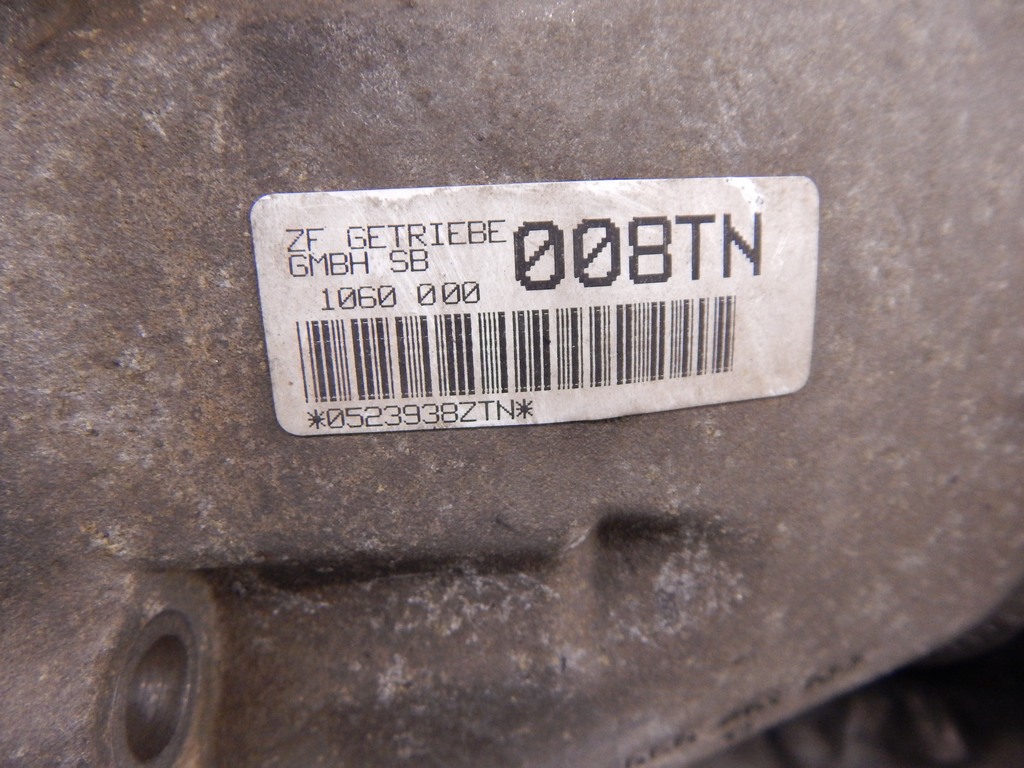 ZF GETRIEBE
GMBH SB
008TN
1060 000
*0523938ZTN*